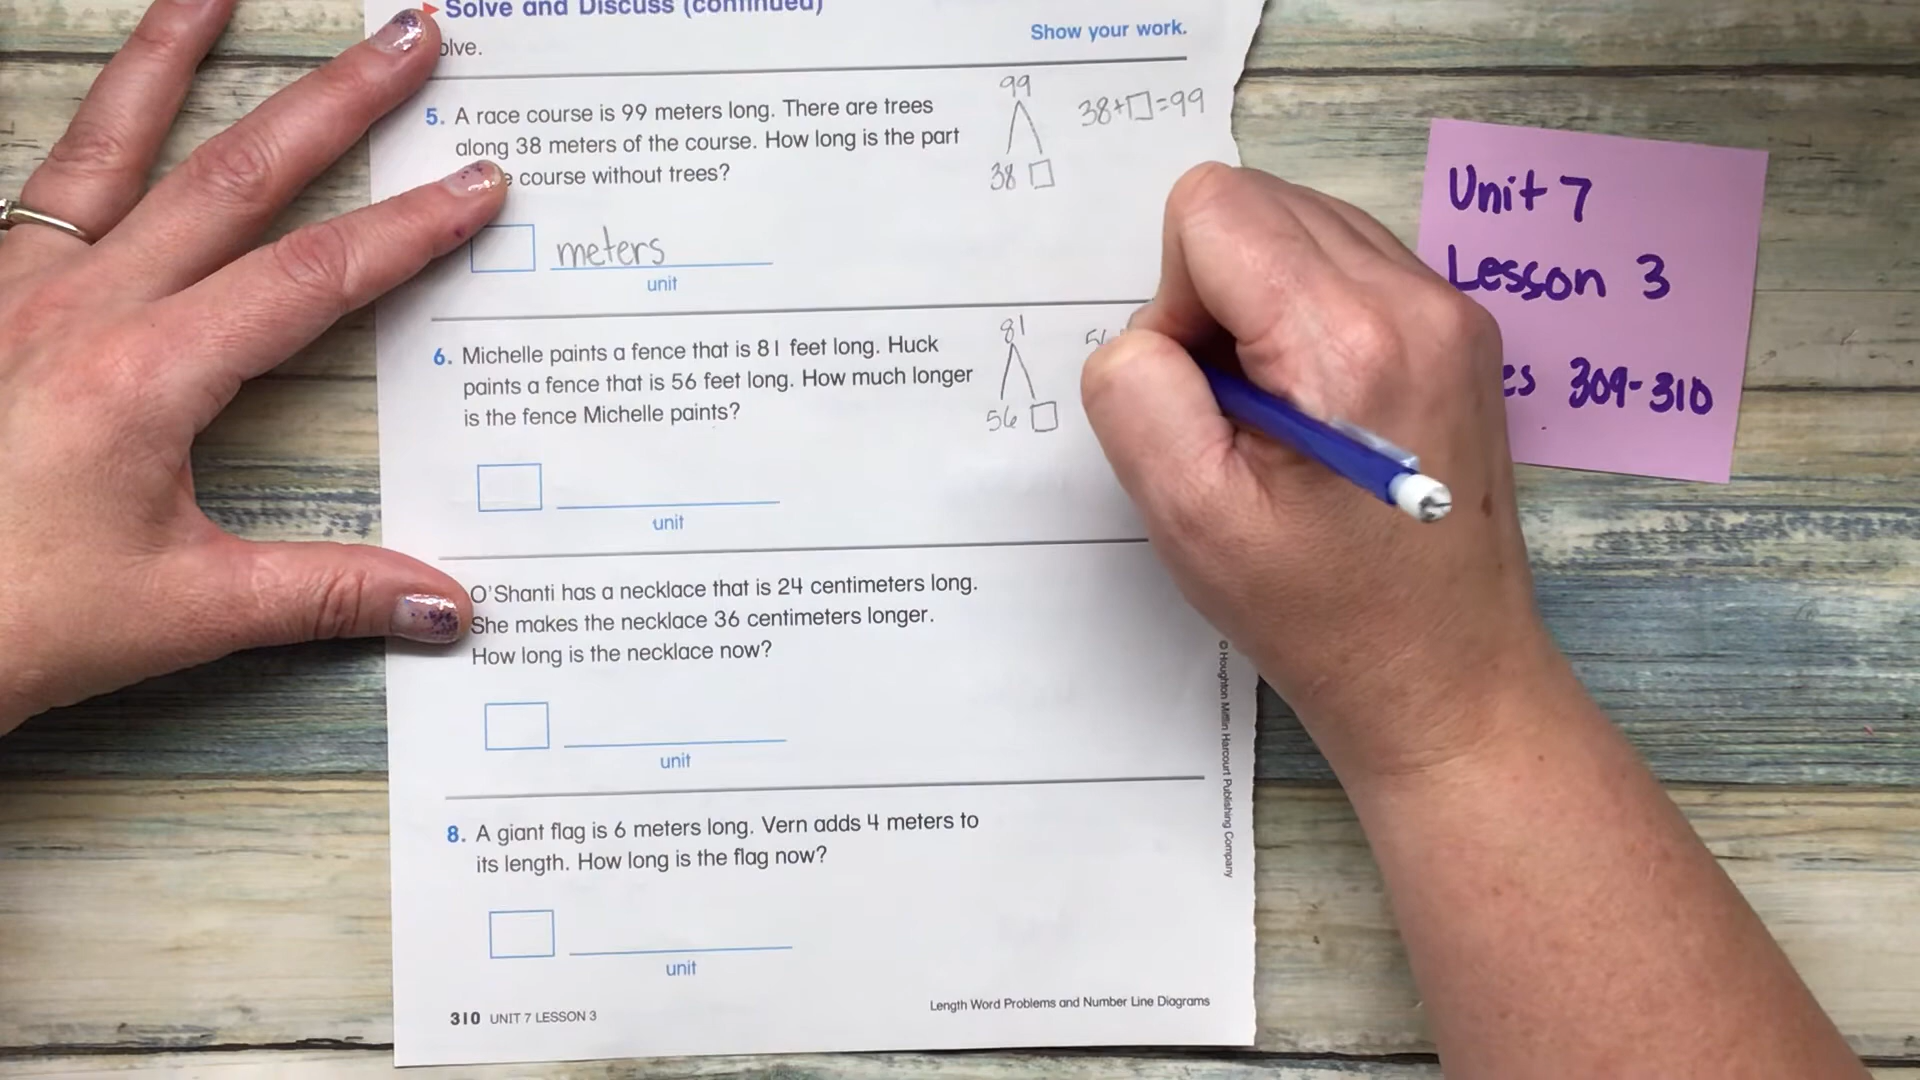 Solve and Discuss (continued)
olve.
Show your work.
5. A race course is 99 meters long. There are trees
along 38 meters of the course. How long is the part
course without trees?
99
38 □
38+□=99
meters
unit
6. Michelle paints a fence that is 81 feet long. Huck
paints a fence that is 56 feet long. How much longer
is the fence Michelle paints?
81
56 □
unit
O'Shanti has a necklace that is 24 centimeters long.
She makes the necklace 36 centimeters longer.
How long is the necklace now?
unit
8. A giant flag is 6 meters long. Vern adds 4 meters to
its length. How long is the flag now?
unit
310 UNIT 7 LESSON 3
Length Word Problems and Number Line Diagrams
© Houghton Mifflin Harcourt Publishing Company
Unit 7
Lesson 3
es 309-310